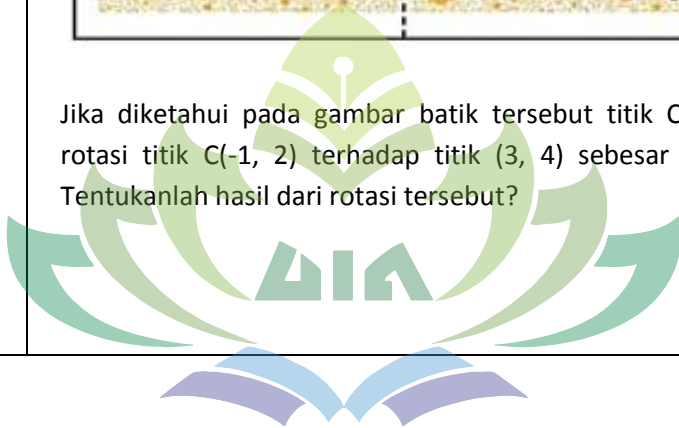 Jika diketahui pada gambar batik tersebut titik C
rotasi titik C(-1, 2) terhadap titik (3, 4) sebesar
Tentukanlah hasil dari rotasi tersebut?
UIN